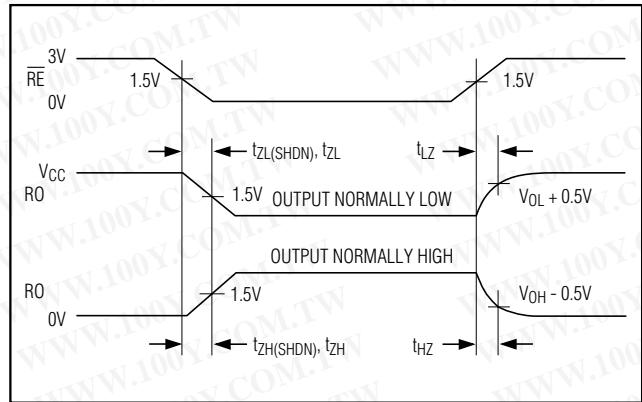 3V
RE
0V
1.5V
1.5V
tZL(SHDN), tZL
tLZ
VCC
RO
1.5V
OUTPUT NORMALLY LOW
VOL + 0.5V
OUTPUT NORMALLY HIGH
RO
0V
1.5V
VOH - 0.5V
tZH(SHDN), tZH
tHZ
WWW.100Y.COM.TW